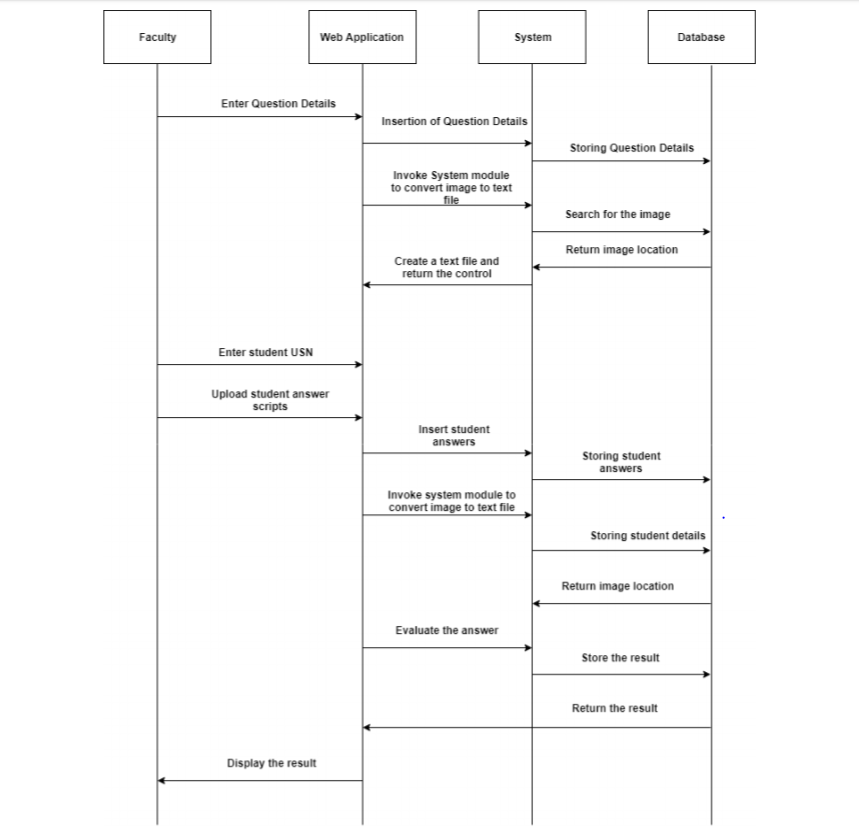 Faculty
Web Application
System
Database
Enter Question Details
Insertion of Question Details
Storing Question Details
Invoke System module
to convert image to text
file
Search for the image
Return image location
Create a text file and
return the control
Enter student USN
Upload student answer
scripts
Insert student
answers
Storing student
answers
Invoke system module to
convert image to text file
Storing student details
Return image location
Evaluate the answer
Store the result
Return the result
Display the result